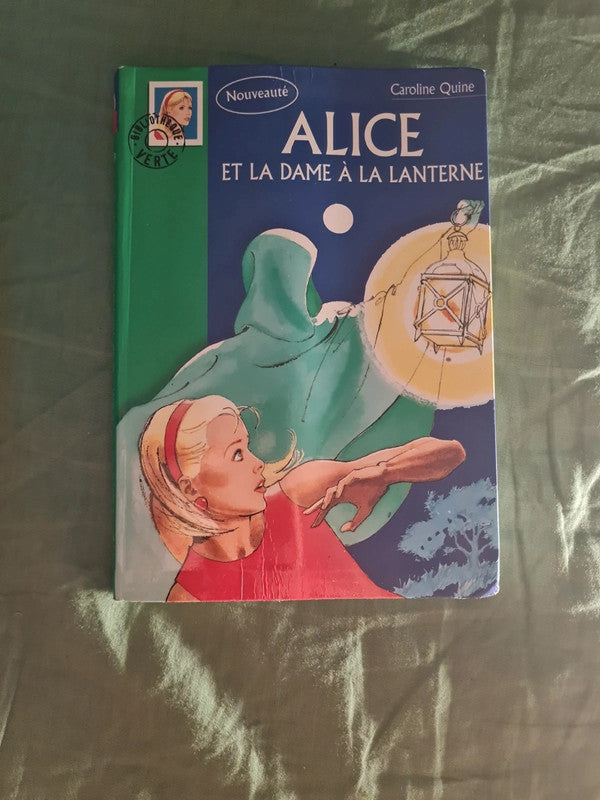 Nouveauté
Caroline Quine
ALICE
ET LA DAME À LA LANTERNE
BIBLIOTHÈQUE
VERTE